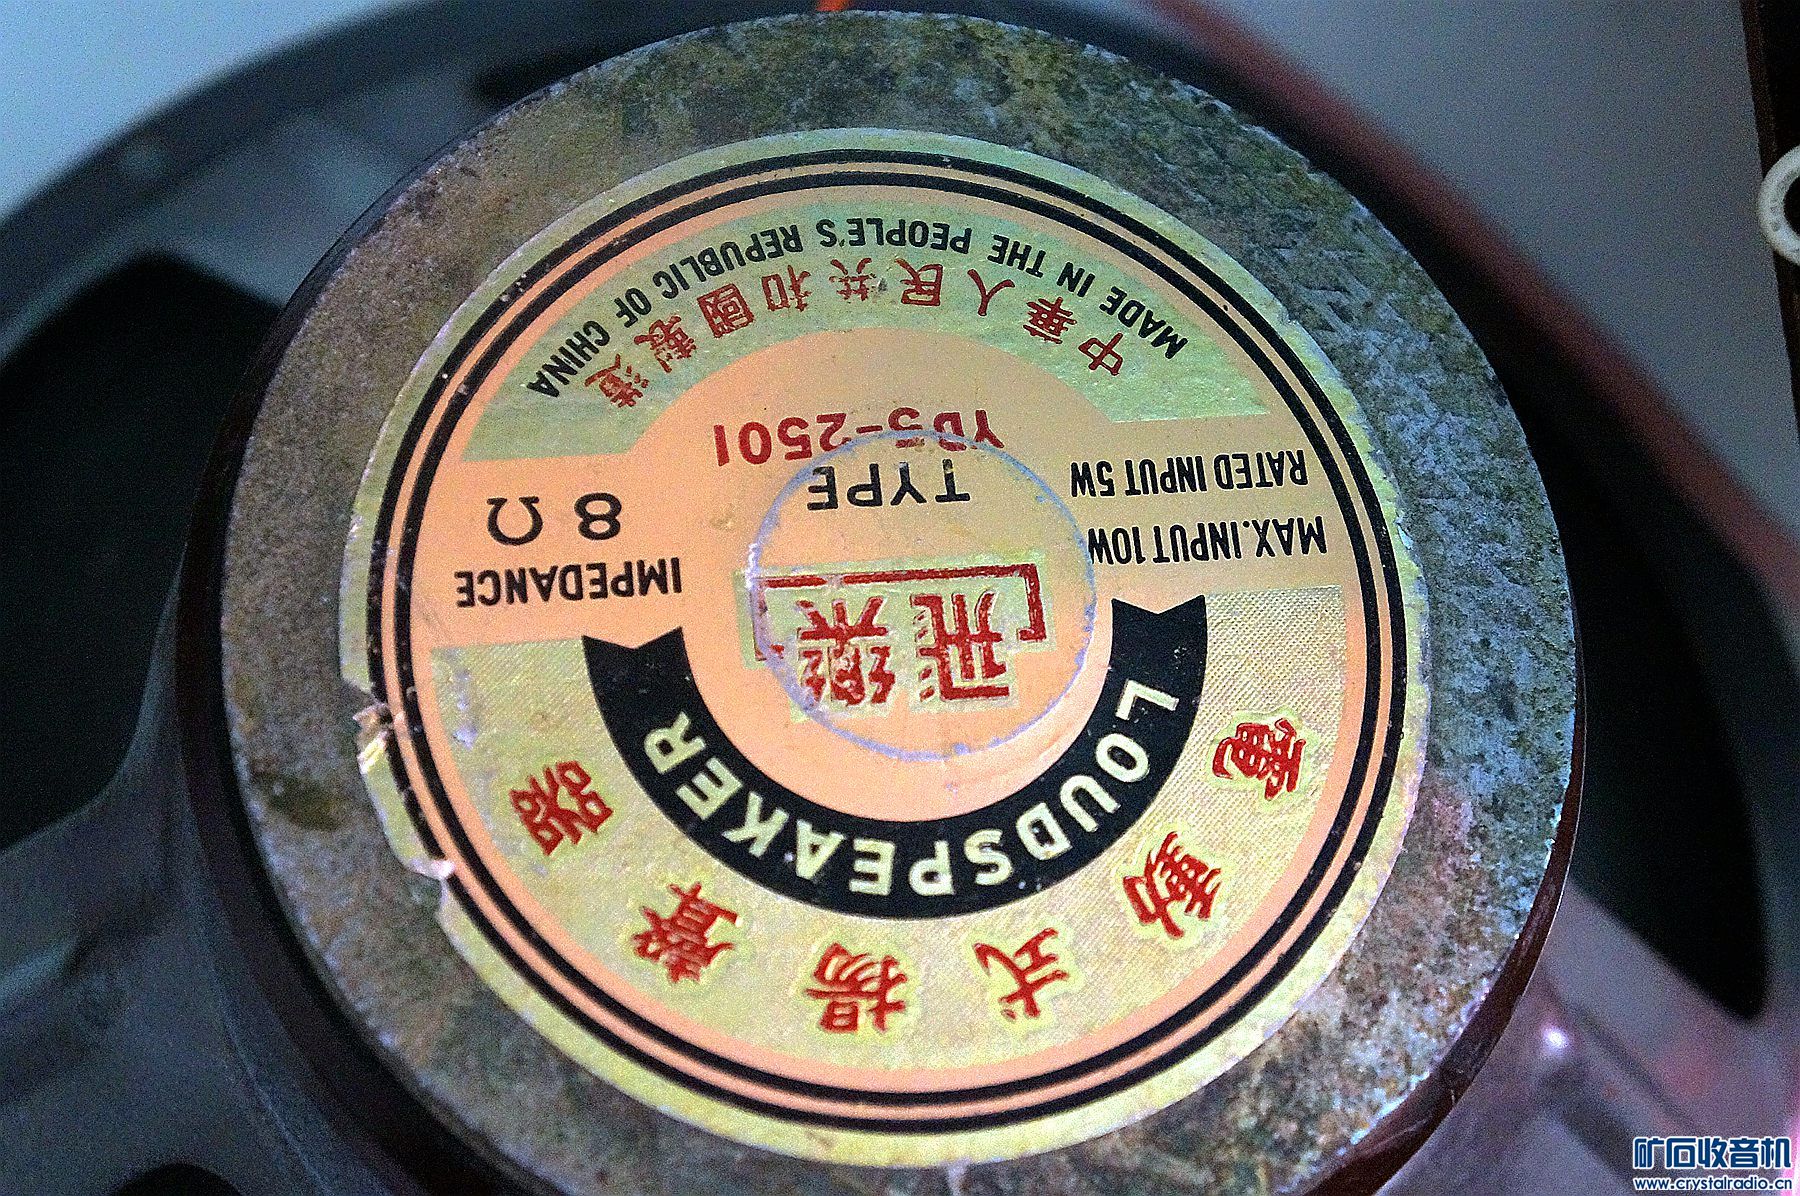 電動式揚聲器
LOUDSPEAKER
飛樂
MAX.INPUT 10W
RATED INPUT 5W
IMPEDANCE
8Ω
TYPE
YD5-2501
中華人民共和國製造
MADE IN THE PEOPLE'S REPUBLIC OF CHINA
矿石收音机
www.crystalradio.cn